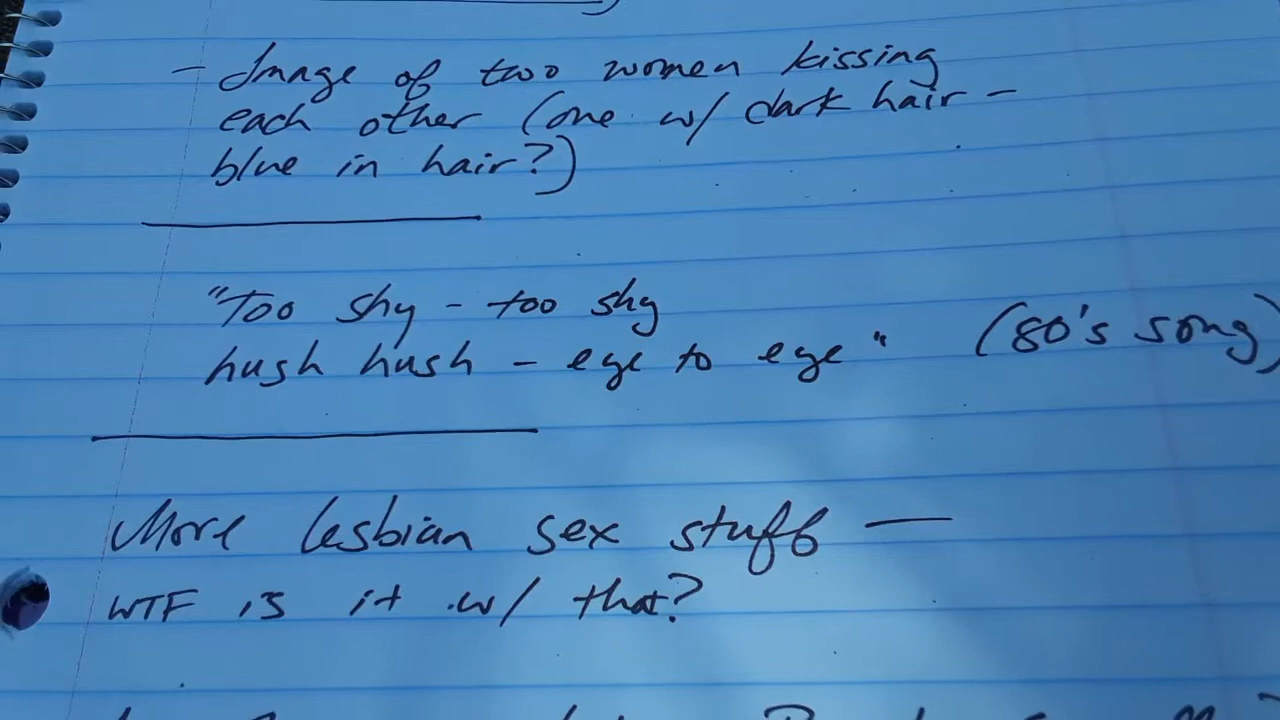 - Image of two women kissing
each other (one w/ dark hair -
blue in hair?)
"Too shy - too shy
hush hush - eye to eye" (80's song)
More lesbian sex stuff —
WTF is it w/ that?